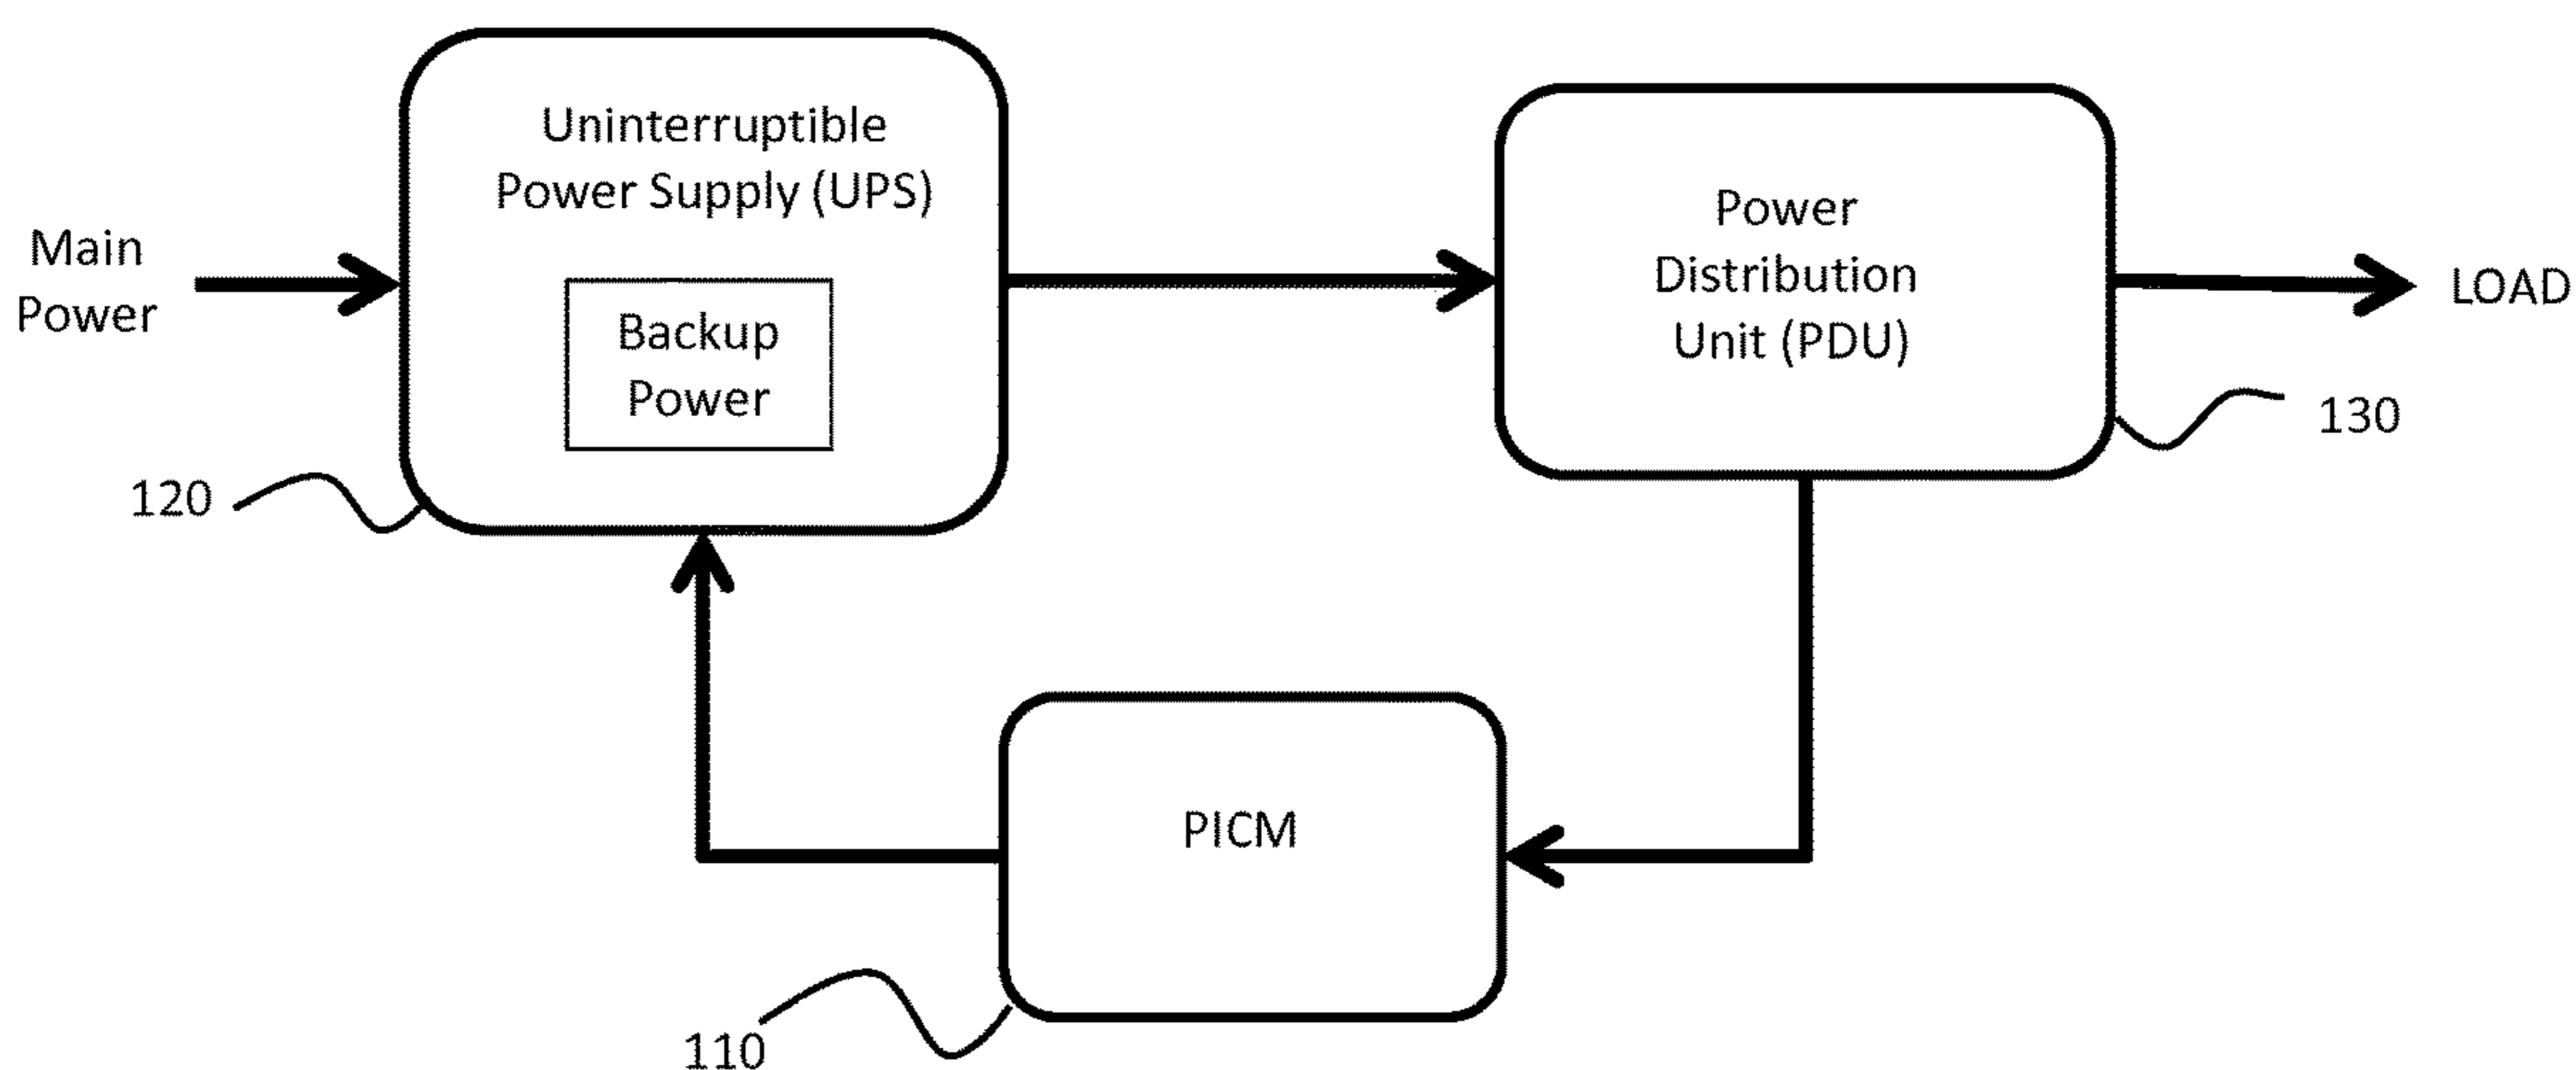 Main
Power
Uninterruptible
Power Supply (UPS)
Backup
Power
120
Power
Distribution
Unit (PDU)
LOAD
130
PICM
110